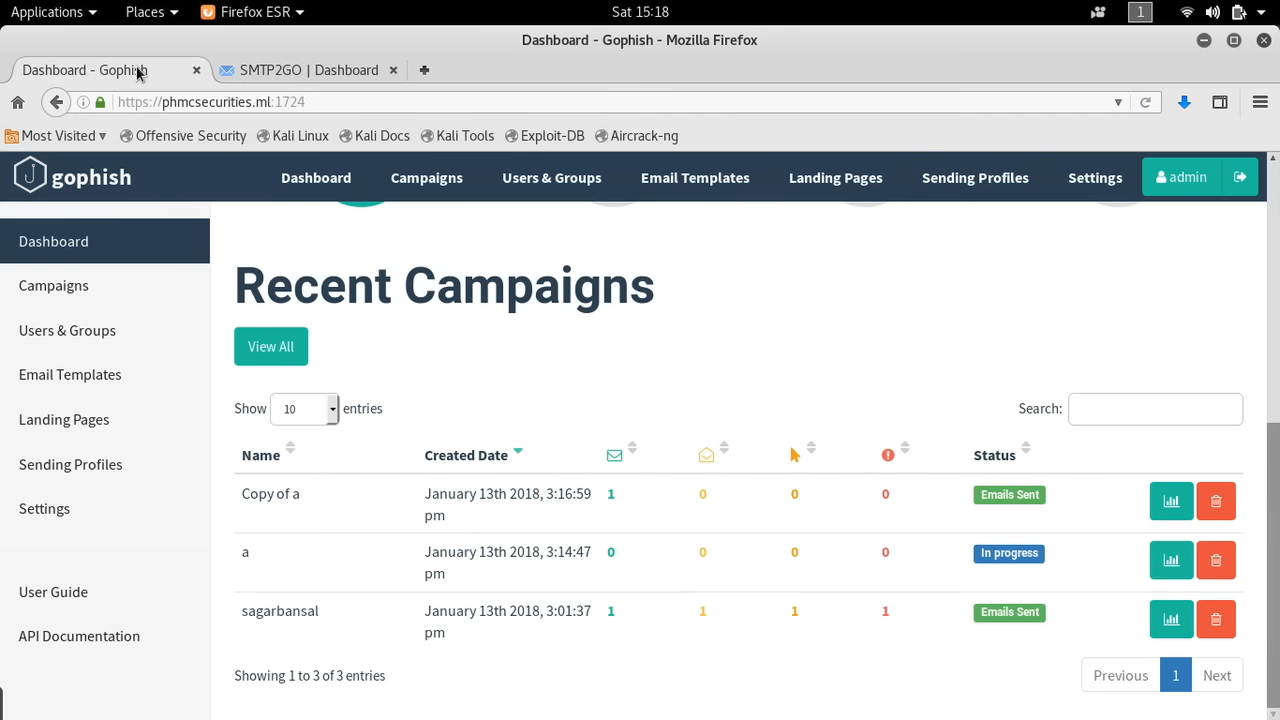 Applications Places Firefox ESR Sat 15:18 1
Dashboard - Gophish - Mozilla Firefox
Dashboard - Gophish SMTP2GO | Dashboard
https://phmcsecurities.ml:1724
Most Visited Offensive Security Kali Linux Kali Docs Kali Tools Exploit-DB Aircrack-ng
gophish Dashboard Campaigns Users & Groups Email Templates Landing Pages Sending Profiles Settings admin
Dashboard
Campaigns
Users & Groups
Email Templates
Landing Pages
Sending Profiles
Settings
User Guide
API Documentation
Recent Campaigns
View All
Show 10 entries Search:
Name Created Date Status
Copy of a January 13th 2018, 3:16:59 1 0 0 0 Emails Sent
pm
a January 13th 2018, 3:14:47 0 0 0 0 In progress
pm
sagarbansal January 13th 2018, 3:01:37 1 1 1 1 Emails Sent
pm
Showing 1 to 3 of 3 entries Previous 1 Next